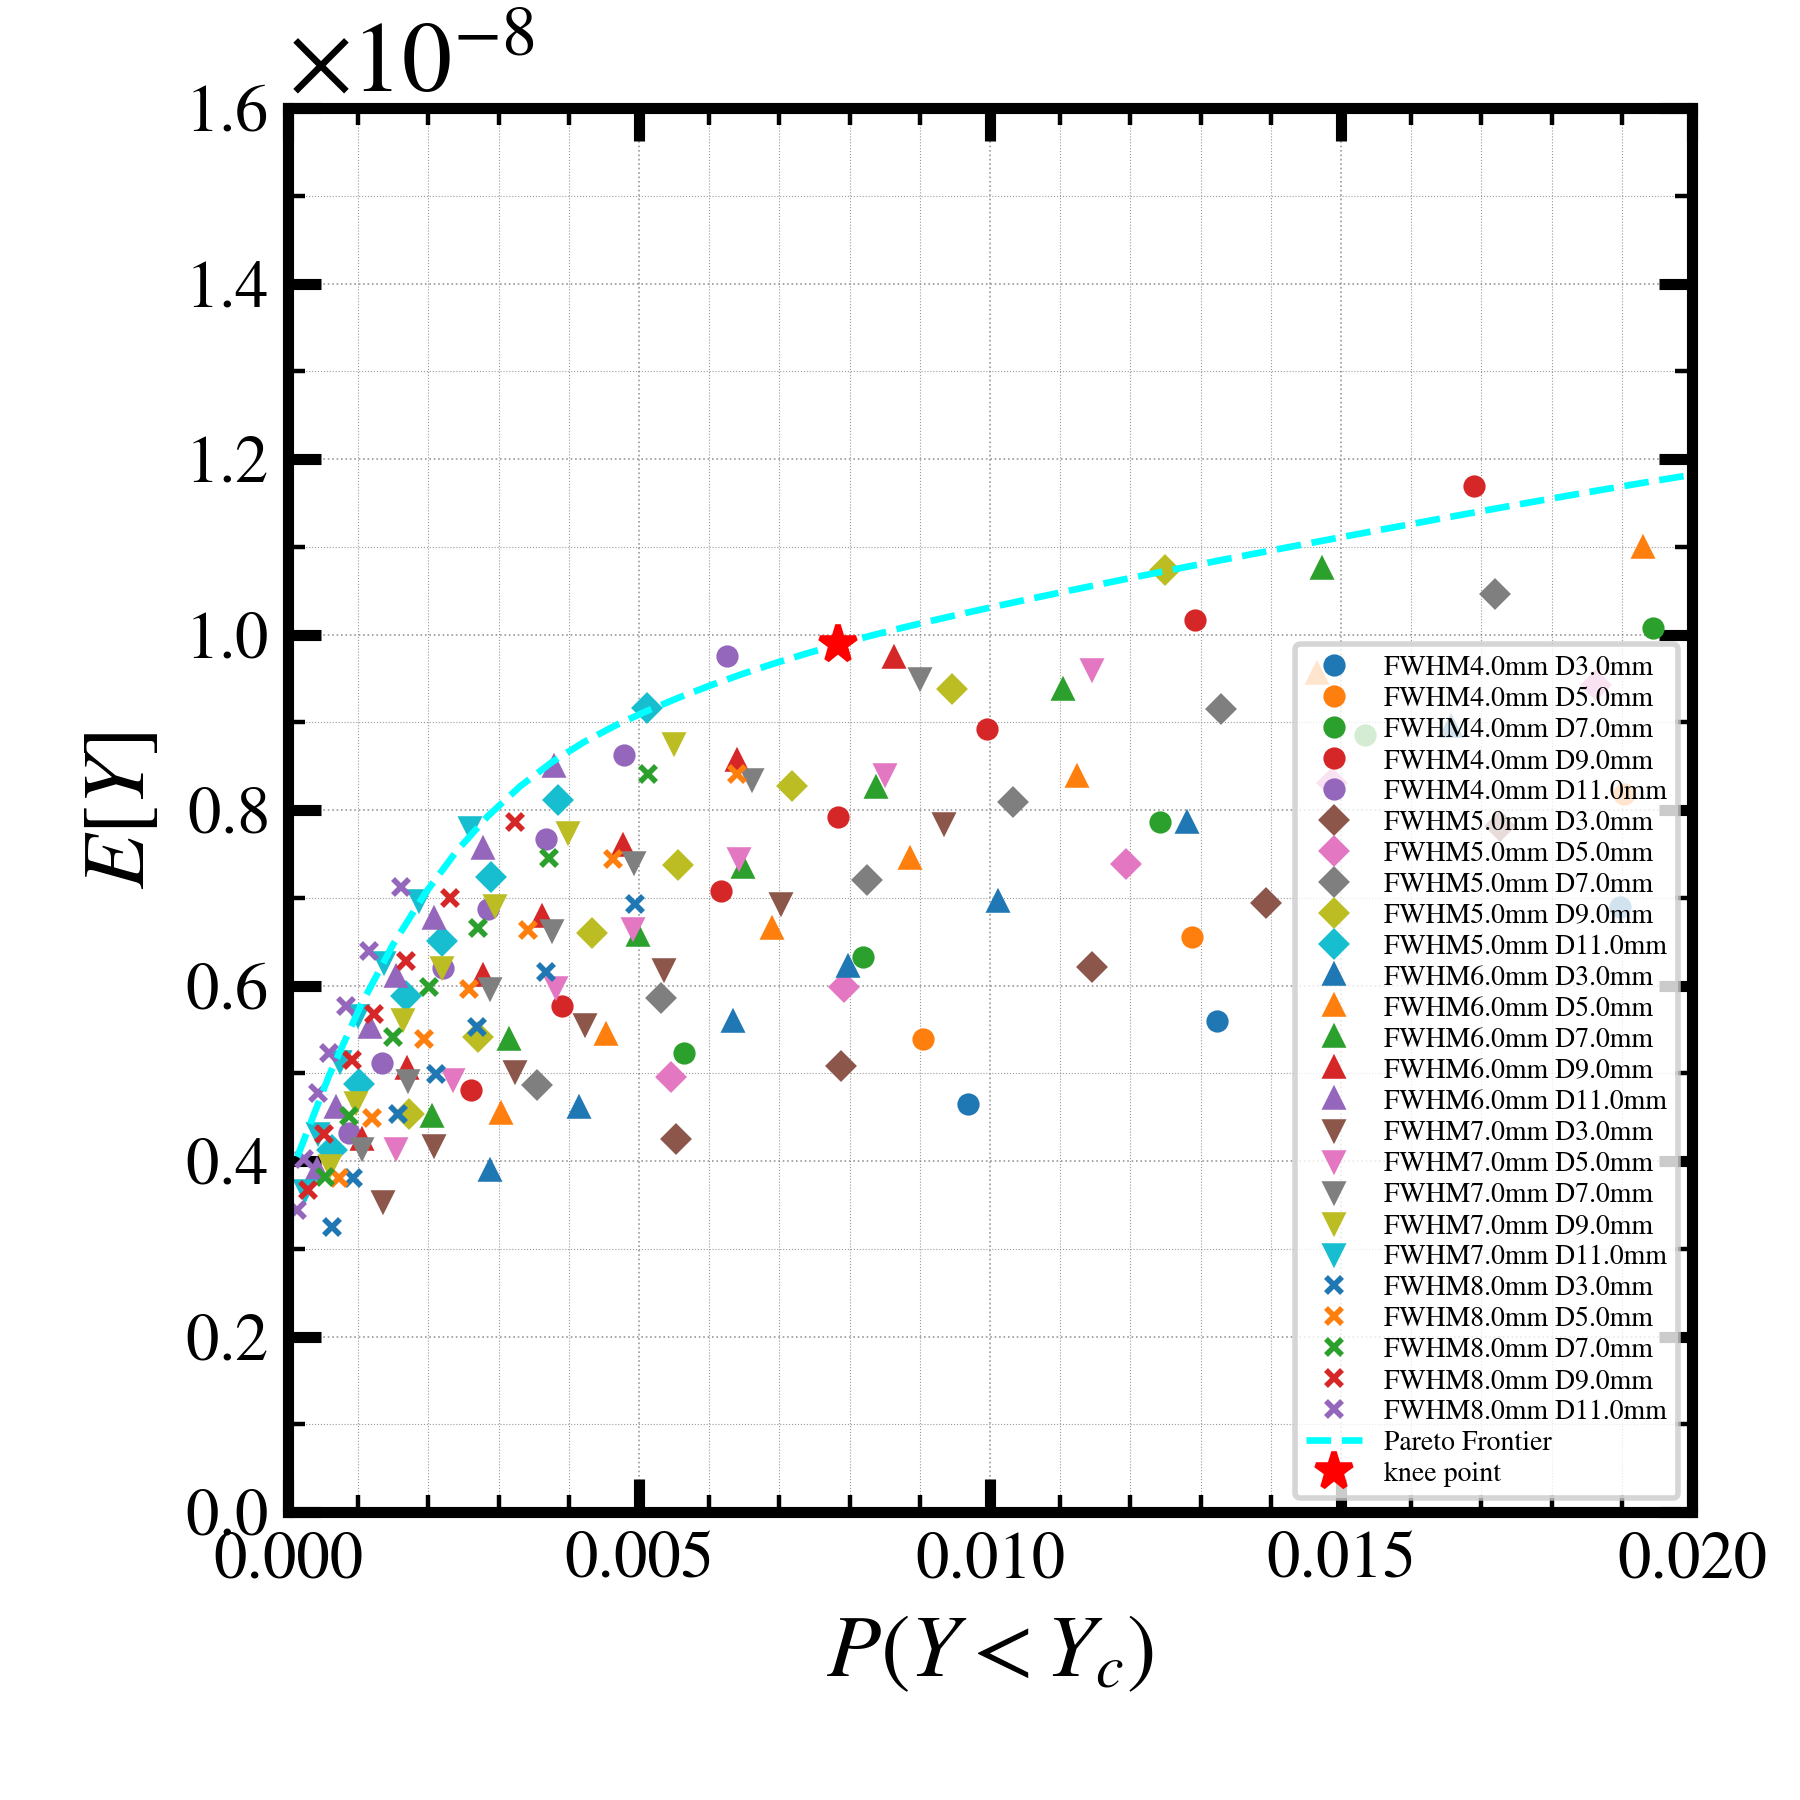 ×10⁻⁸
1.6
1.4
1.2
1.0
0.8
0.6
0.4
0.2
0.0
E[Y]
FWHM4.0mm D3.0mm
FWHM4.0mm D5.0mm
FWHM4.0mm D7.0mm
FWHM4.0mm D9.0mm
FWHM4.0mm D11.0mm
FWHM5.0mm D3.0mm
FWHM5.0mm D5.0mm
FWHM5.0mm D7.0mm
FWHM5.0mm D9.0mm
FWHM5.0mm D11.0mm
FWHM6.0mm D3.0mm
FWHM6.0mm D5.0mm
FWHM6.0mm D7.0mm
FWHM6.0mm D9.0mm
FWHM6.0mm D11.0mm
FWHM7.0mm D3.0mm
FWHM7.0mm D5.0mm
FWHM7.0mm D7.0mm
FWHM7.0mm D9.0mm
FWHM7.0mm D11.0mm
FWHM8.0mm D3.0mm
FWHM8.0mm D5.0mm
FWHM8.0mm D7.0mm
FWHM8.0mm D9.0mm
FWHM8.0mm D11.0mm
Pareto Frontier
knee point
0.000 0.005 0.010 0.015 0.020
P(Y < Y_c)